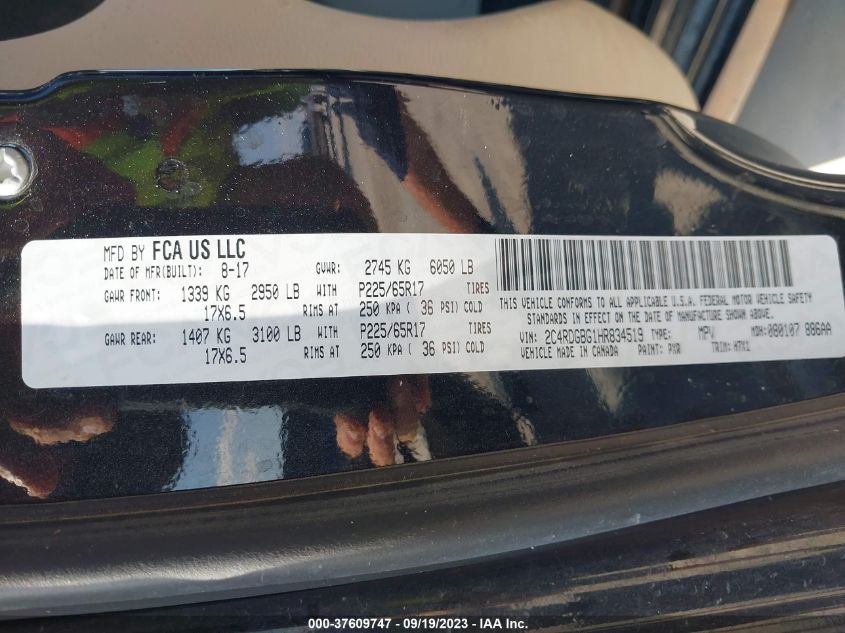 MFD BY FCA US LLC
DATE OF MFR(BUILT): 8-17 GVWR: 2745 KG 6050 LB
GAWR FRONT: 1339 KG 2950 LB WITH P225/65R17 TIRES
17X6.5 RIMS AT 250 KPA ( 36 PSI) COLD
GAWR REAR: 1407 KG 3100 LB WITH P225/65R17 TIRES
17X6.5 RIMS AT 250 KPA ( 36 PSI) COLD
THIS VEHICLE CONFORMS TO ALL APPLICABLE U.S.A. FEDERAL MOTOR VEHICLE SAFETY
STANDARDS IN EFFECT ON THE DATE OF MANUFACTURE SHOWN ABOVE.
VIN: 2C4RDGBG1HR834519 TYPE: MPV MDH: 080107 886AA
VEHICLE MADE IN CANADA PAINT: PXR TRIM: H7X1
000-37609747 - 09/19/2023 - IAA Inc.